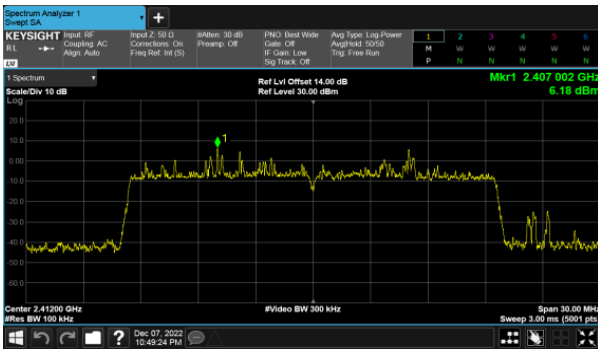 Spectrum Analyzer 1
Swept SA
+
KEYSIGHT
RL
Input: RF
Coupling: AC
Align: Auto
Input Z: 50 Ω
Corrections: On
Freq Ref: Int (S)
#Atten: 30 dB
Preamp: Off
PNO: Best Wide
Gate: Off
IF Gain: Low
Sig Track: Off
Avg Type: Log-Power
Avg|Hold: 50/50
Trig: Free Run
1 2 3 4 5 6
M W W W W W
P N N N N N
1 Spectrum
Scale/Div 10 dB
Log
Ref Lvl Offset 14.00 dB
Ref Level 30.00 dBm
Mkr1 2.407 002 GHz
6.18 dBm
20.0
10.0
0.00
-10.0
-20.0
-30.0
-40.0
-50.0
-60.0
1
Center 2.41200 GHz
#Res BW 100 kHz
#Video BW 300 kHz
Span 30.00 MHz
Sweep 3.00 ms (5001 pts)
?
Dec 07, 2022
10:49:24 PM